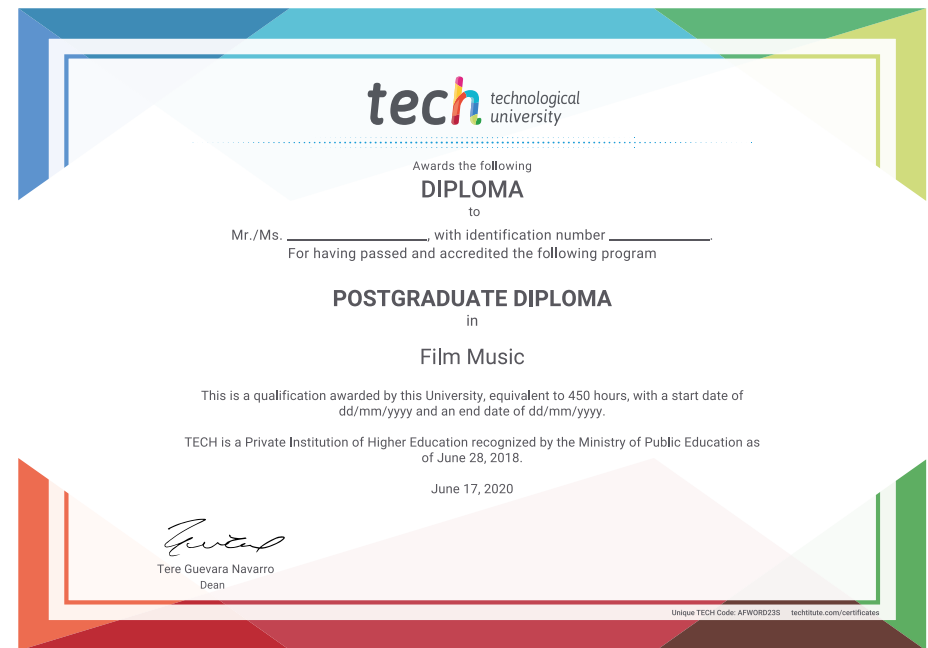 tech technological
university
Awards the following
DIPLOMA
to
Mr./Ms. ____________________, with identification number ______________.
For having passed and accredited the following program
POSTGRADUATE DIPLOMA
in
Film Music
This is a qualification awarded by this University, equivalent to 450 hours, with a start date of
dd/mm/yyyy and an end date of dd/mm/yyyy.
TECH is a Private Institution of Higher Education recognized by the Ministry of Public Education as
of June 28, 2018.
June 17, 2020
Tere Guevara Navarro
Dean
Unique TECH Code: AFWORD23S techtitute.com/certificates